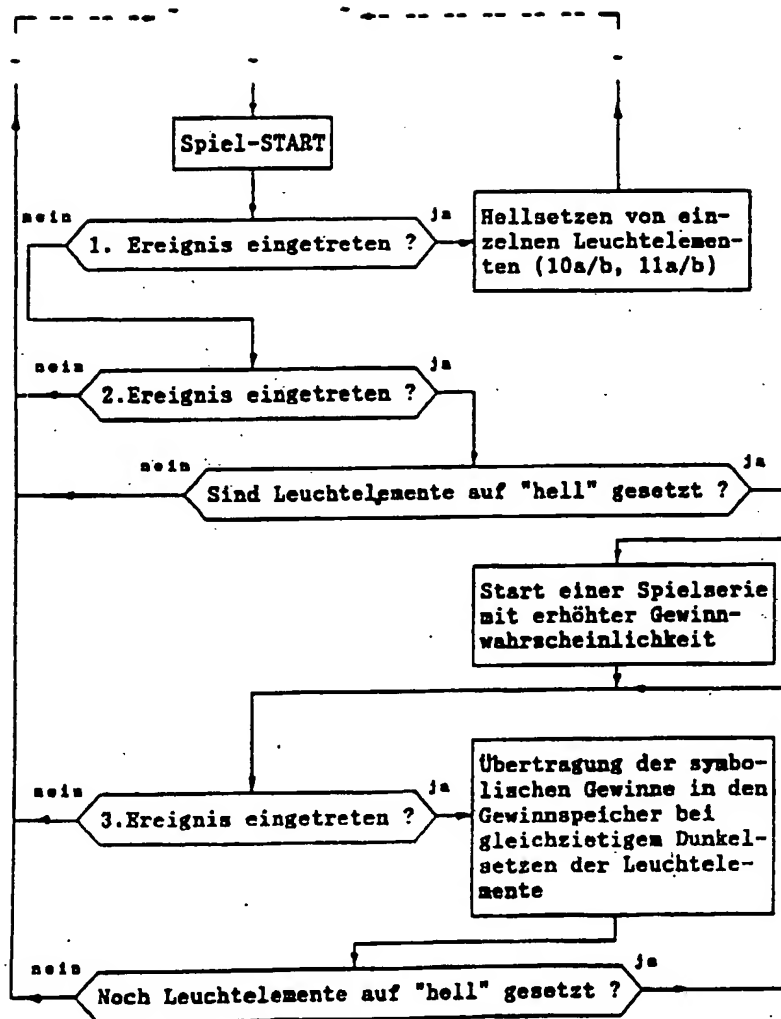 Spiel-START
nein
ja
1. Ereignis eingetreten ?
Hellsetzen von ein-
zelnen Leuchtelemen-
ten (10a/b, 11a/b)
nein
ja
2.Ereignis eingetreten ?
nein
ja
Sind Leuchtelemente auf "hell" gesetzt ?
Start einer Spielserie
mit erhöhter Gewinn-
wahrscheinlichkeit
nein
ja
3.Ereignis eingetreten ?
Übertragung der symbo-
lischen Gewinne in den
Gewinnspeicher bei
gleichzietigem Dunkel-
setzen der Leuchtele-
mente
nein
ja
Noch Leuchtelemente auf "hell" gesetzt ?